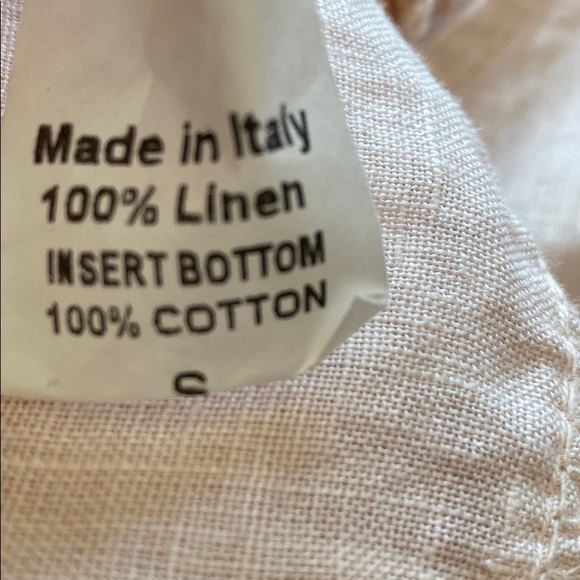 Made in Italy
100% Linen
INSERT BOTTOM
100% COTTON
S